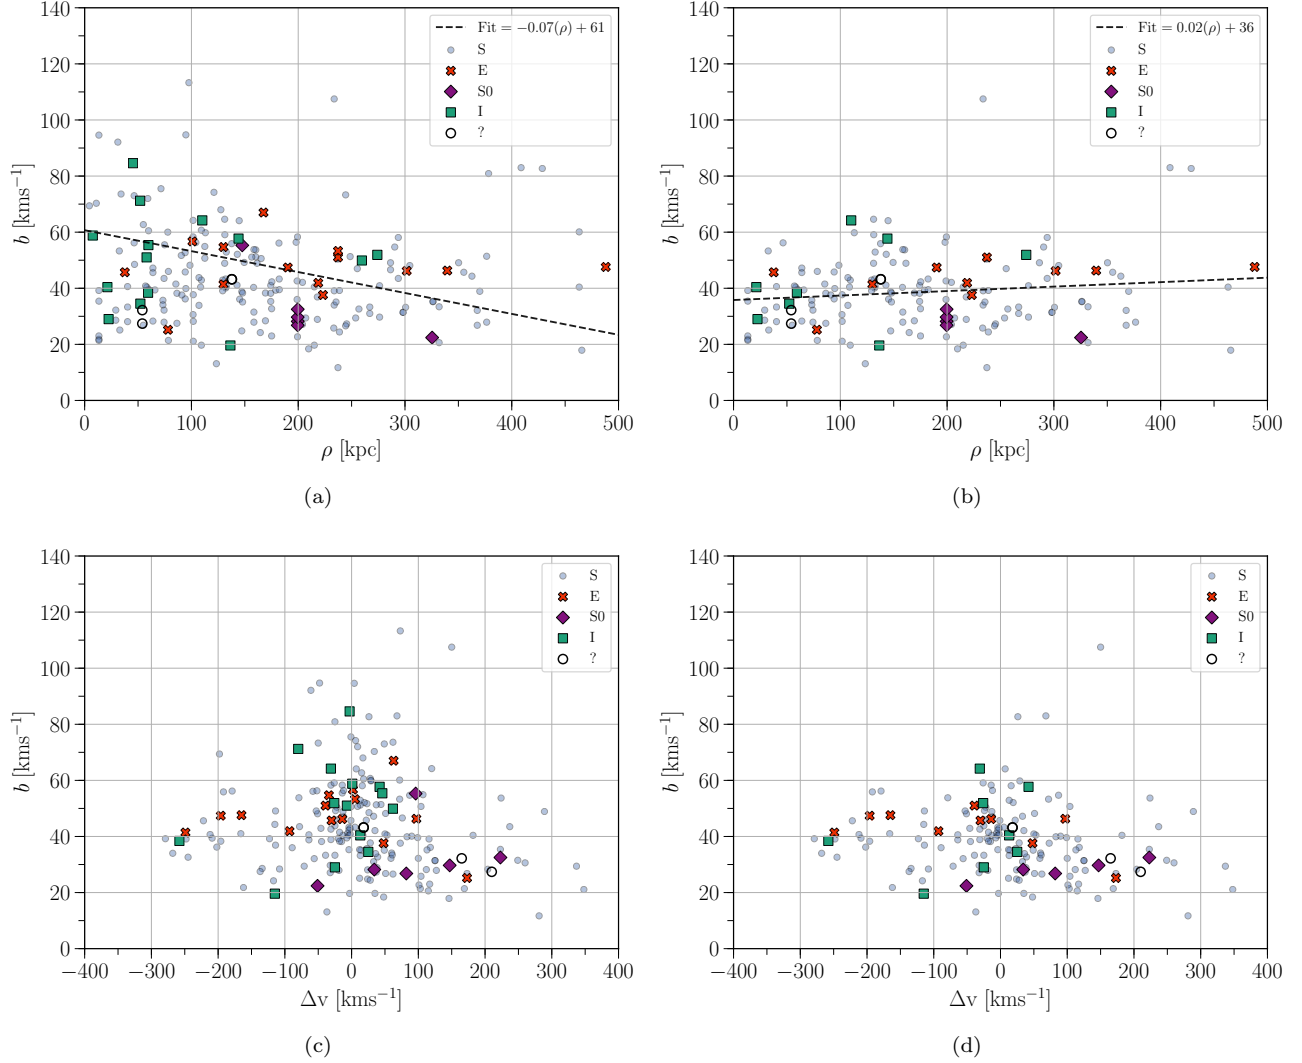 140
120
100
80
60
40
20
0
b [kms⁻¹]
0 100 200 300 400 500
ρ [kpc]
Fit = −0.07(ρ) + 61
S
E
S0
I
?
(a)
140
120
100
80
60
40
20
0
b [kms⁻¹]
0 100 200 300 400 500
ρ [kpc]
Fit = 0.02(ρ) + 36
S
E
S0
I
?
(b)
140
120
100
80
60
40
20
0
b [kms⁻¹]
−400 −300 −200 −100 0 100 200 300 400
Δv [kms⁻¹]
S
E
S0
I
?
(c)
140
120
100
80
60
40
20
0
b [kms⁻¹]
−400 −300 −200 −100 0 100 200 300 400
Δv [kms⁻¹]
S
E
S0
I
?
(d)